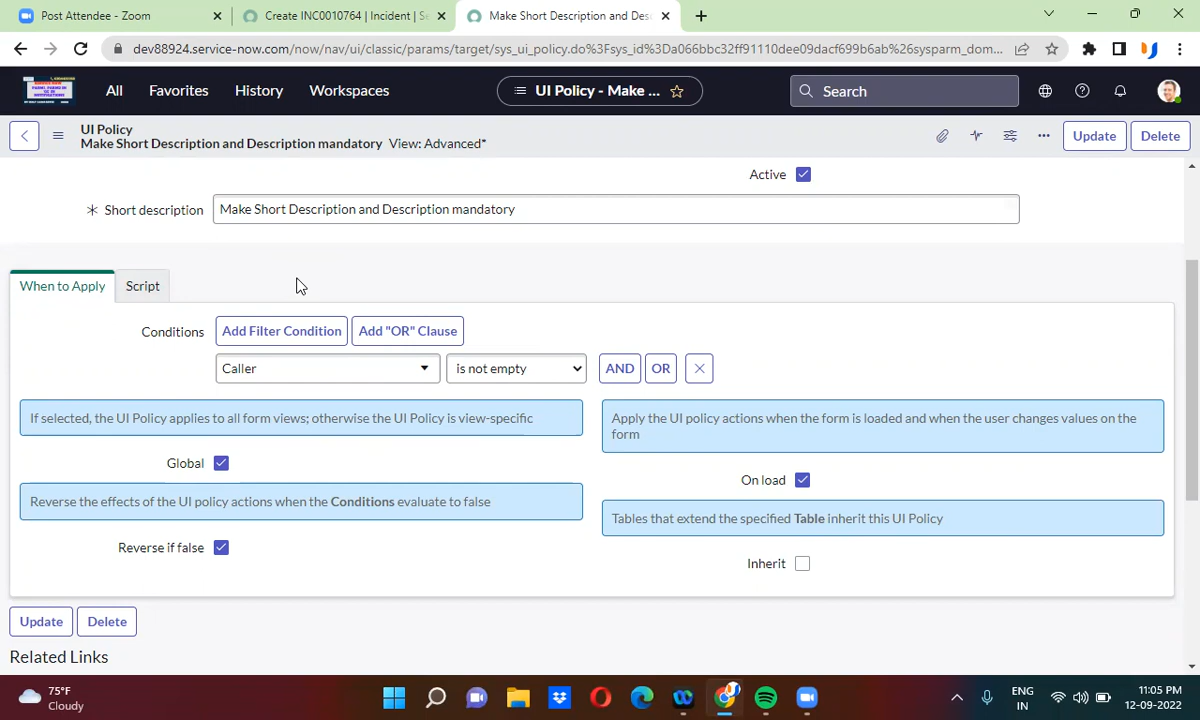 Post Attendee - Zoom
Create INC0010764 | Incident | Se
Make Short Description and Desc
dev88924.service-now.com/now/nav/ui/classic/params/target/sys_ui_policy.do%3Fsys_id%3Da066bbc32ff91110dee09dacf699b6ab%26sysparm_dom...
All
Favorites
History
Workspaces
UI Policy - Make ...
Search
UI Policy
Make Short Description and Description mandatory View: Advanced*
Update
Delete
Active
Short description
Make Short Description and Description mandatory
When to Apply
Script
Conditions
Add Filter Condition
Add "OR" Clause
Caller
is not empty
AND
OR
If selected, the UI Policy applies to all form views; otherwise the UI Policy is view-specific
Apply the UI policy actions when the form is loaded and when the user changes values on the
form
Global
On load
Reverse the effects of the UI policy actions when the Conditions evaluate to false
Tables that extend the specified Table inherit this UI Policy
Reverse if false
Inherit
Update
Delete
Related Links
75°F
Cloudy
ENG
IN
11:05 PM
12-09-2022